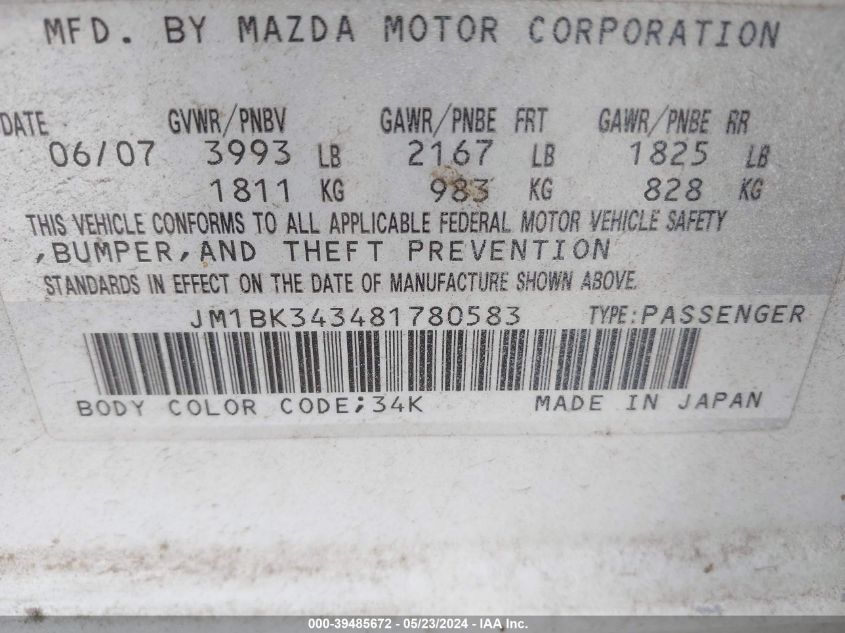 MFD. BY MAZDA MOTOR CORPORATION
DATE GVWR/PNBV GAWR/PNBE FRT GAWR/PNBE RR
06/07 3993 LB 2167 LB 1825 LB
1811 KG 983 KG 828 KG
THIS VEHICLE CONFORMS TO ALL APPLICABLE FEDERAL MOTOR VEHICLE SAFETY
,BUMPER,AND THEFT PREVENTION
STANDARDS IN EFFECT ON THE DATE OF MANUFACTURE SHOWN ABOVE.
JM1BK343481780583 TYPE:PASSENGER
BODY COLOR CODE;34K MADE IN JAPAN
000-39485672 - 05/23/2024 - IAA Inc.